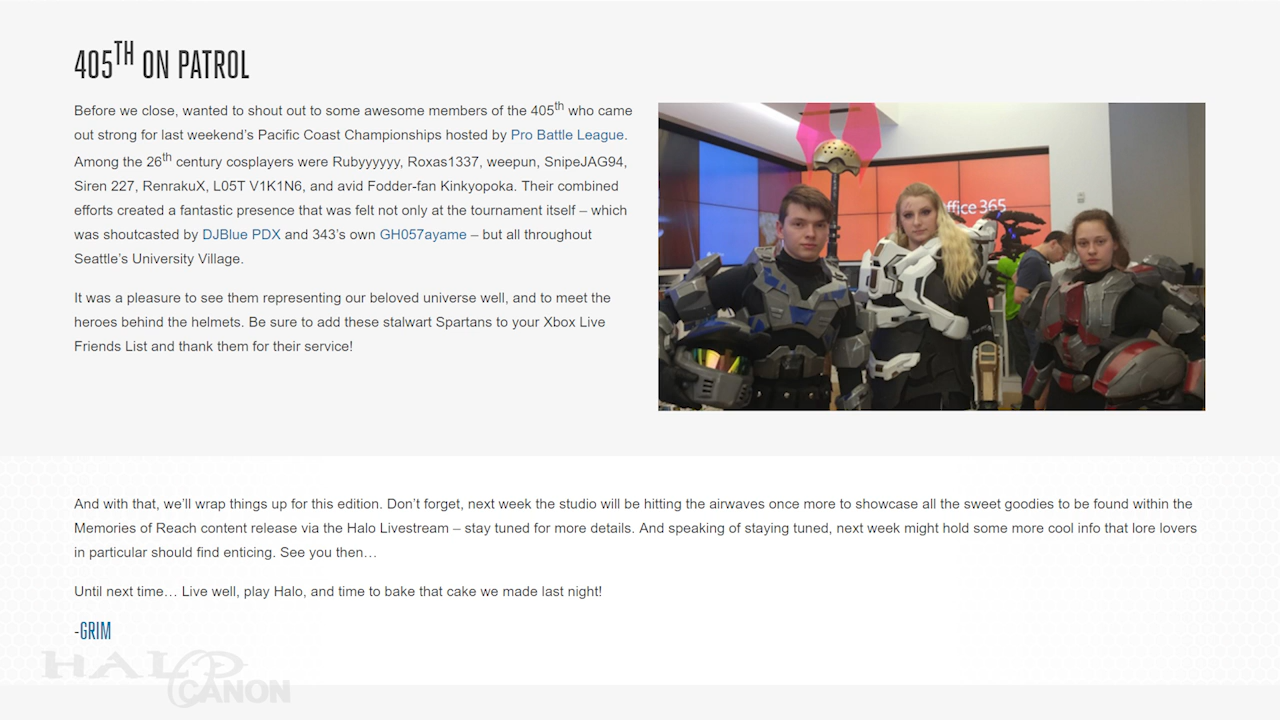 405TH ON PATROL
Before we close, wanted to shout out to some awesome members of the 405th who came
out strong for last weekend’s Pacific Coast Championships hosted by Pro Battle League.
Among the 26th century cosplayers were Rubyyyyyy, Roxas1337, weepun, SnipeJAG94,
Siren 227, RenrakuX, L05T V1K1N6, and avid Fodder-fan Kinkyopoka. Their combined
efforts created a fantastic presence that was felt not only at the tournament itself – which
was shoutcasted by DJBlue PDX and 343’s own GH057ayame – but all throughout
Seattle’s University Village.
It was a pleasure to see them representing our beloved universe well, and to meet the
heroes behind the helmets. Be sure to add these stalwart Spartans to your Xbox Live
Friends List and thank them for their service!
ffice 365
And with that, we’ll wrap things up for this edition. Don’t forget, next week the studio will be hitting the airwaves once more to showcase all the sweet goodies to be found within the
Memories of Reach content release via the Halo Livestream – stay tuned for more details. And speaking of staying tuned, next week might hold some more cool info that lore lovers
in particular should find enticing. See you then…
Until next time… Live well, play Halo, and time to bake that cake we made last night!
-GRIM
HALO
CANON